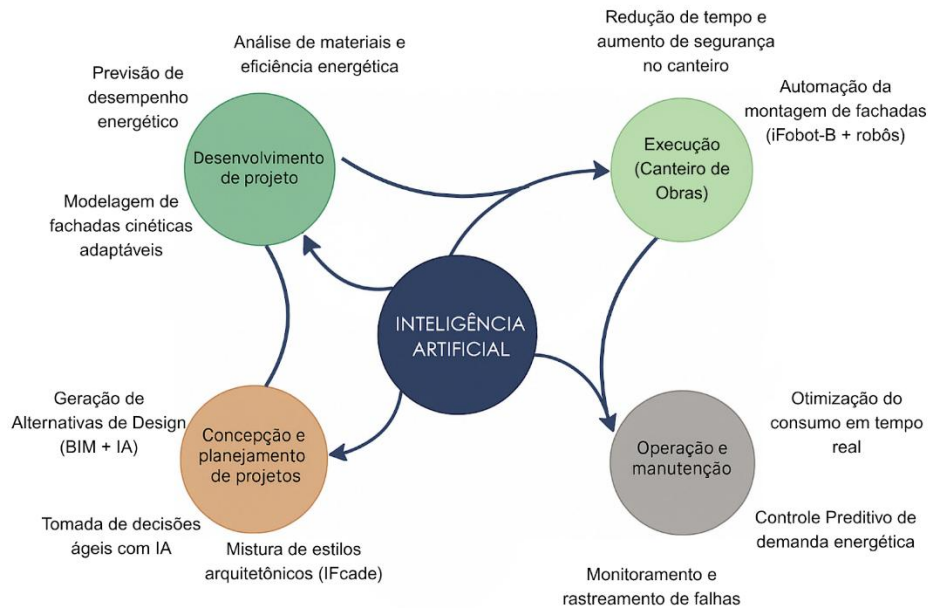 Análise de materiais e
eficiência energética
Previsão de
desempenho
energético
Desenvolvimento
de projeto
Modelagem de
fachadas cinéticas
adaptáveis
Redução de tempo e
aumento de segurança
no canteiro
Automação da
montagem de fachadas
(iFobot-B + robôs)
Execução
(Canteiro de
Obras)
INTELIGÊNCIA
ARTIFICIAL
Geração de
Alternativas de Design
(BIM + IA)
Concepção e
planejamento
de projetos
Tomada de decisões
ágeis com IA
Mistura de estilos
arquitetônicos (IFcade)
Operação e
manutenção
Otimização do
consumo em tempo
real
Controle Preditivo de
demanda energética
Monitoramento e
rastreamento de falhas